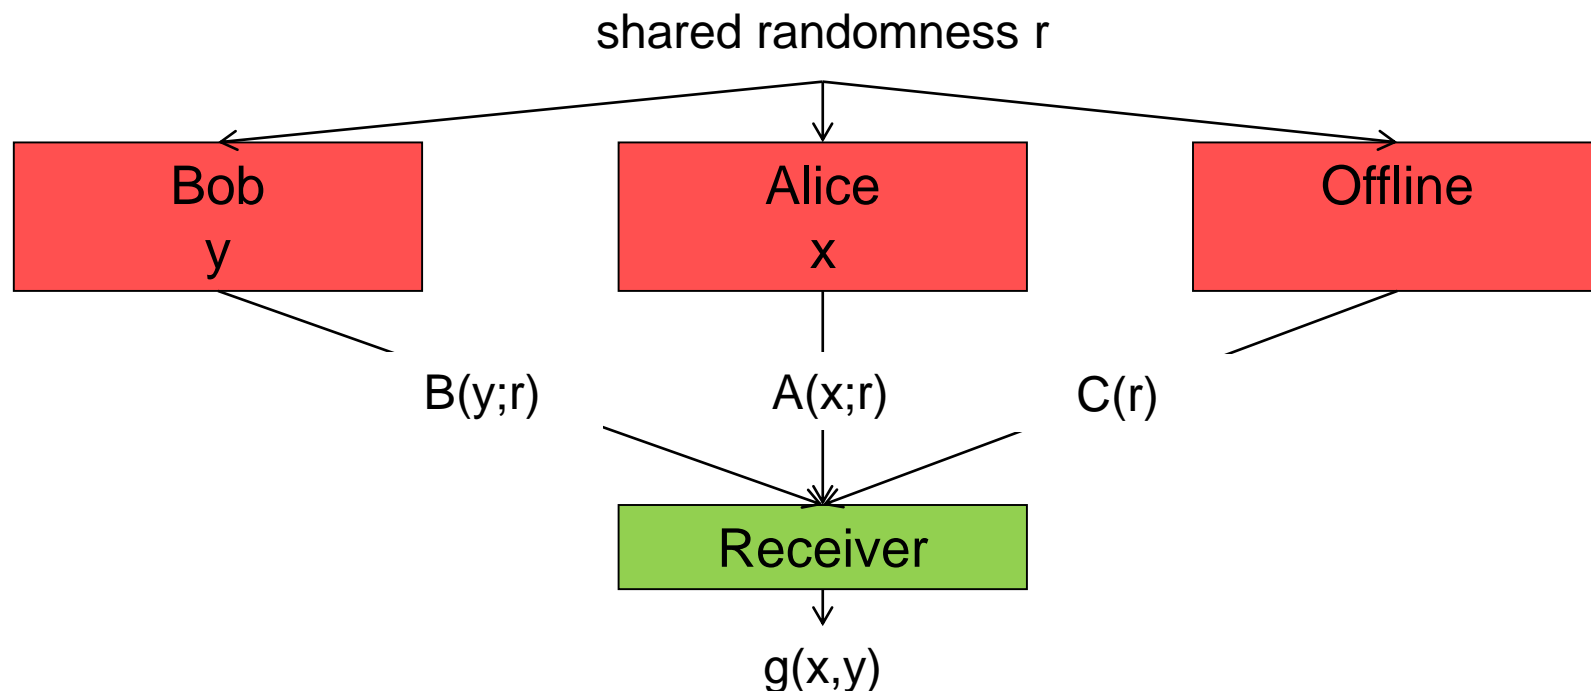 shared randomness r
Bob
y
Alice
x
Offline
B(y;r)
A(x;r)
C(r)
Receiver
g(x,y)